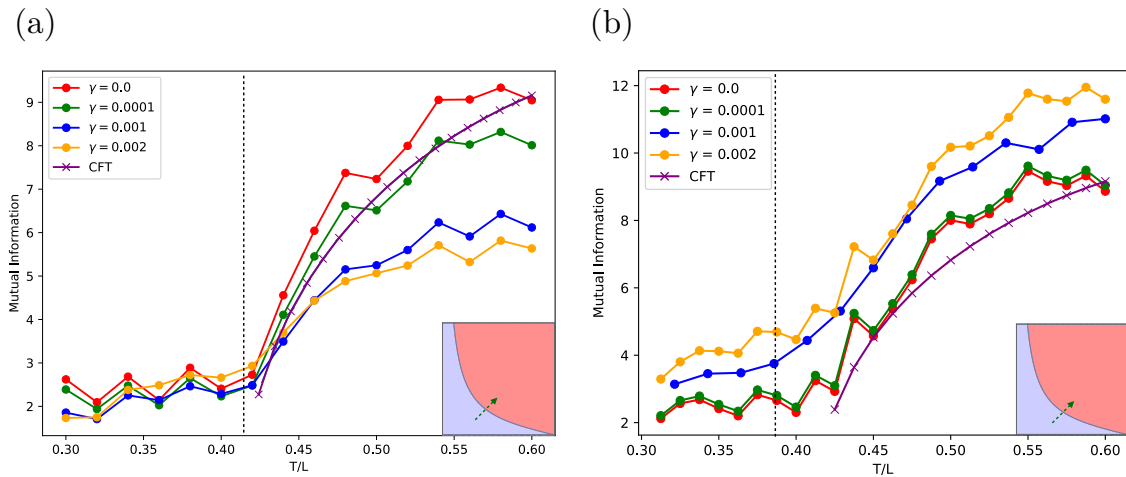 (a)
γ = 0.0
γ = 0.0001
γ = 0.001
γ = 0.002
CFT
Mutual Information
9
8
7
6
5
4
3
2
0.30 0.35 0.40 0.45 0.50 0.55 0.60
T/L
(b)
γ = 0.0
γ = 0.0001
γ = 0.001
γ = 0.002
CFT
Mutual Information
12
10
8
6
4
2
0.30 0.35 0.40 0.45 0.50 0.55 0.60
T/L